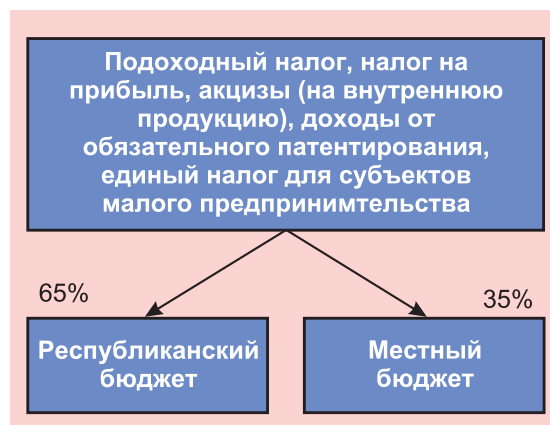 Подоходный налог, налог на
прибыль, акцизы (на внутреннюю
продукцию), доходы от
обязательного патентирования,
единый налог для субъектов
малого предпринимтельства
65%
35%
Республиканский
бюджет
Местный
бюджет